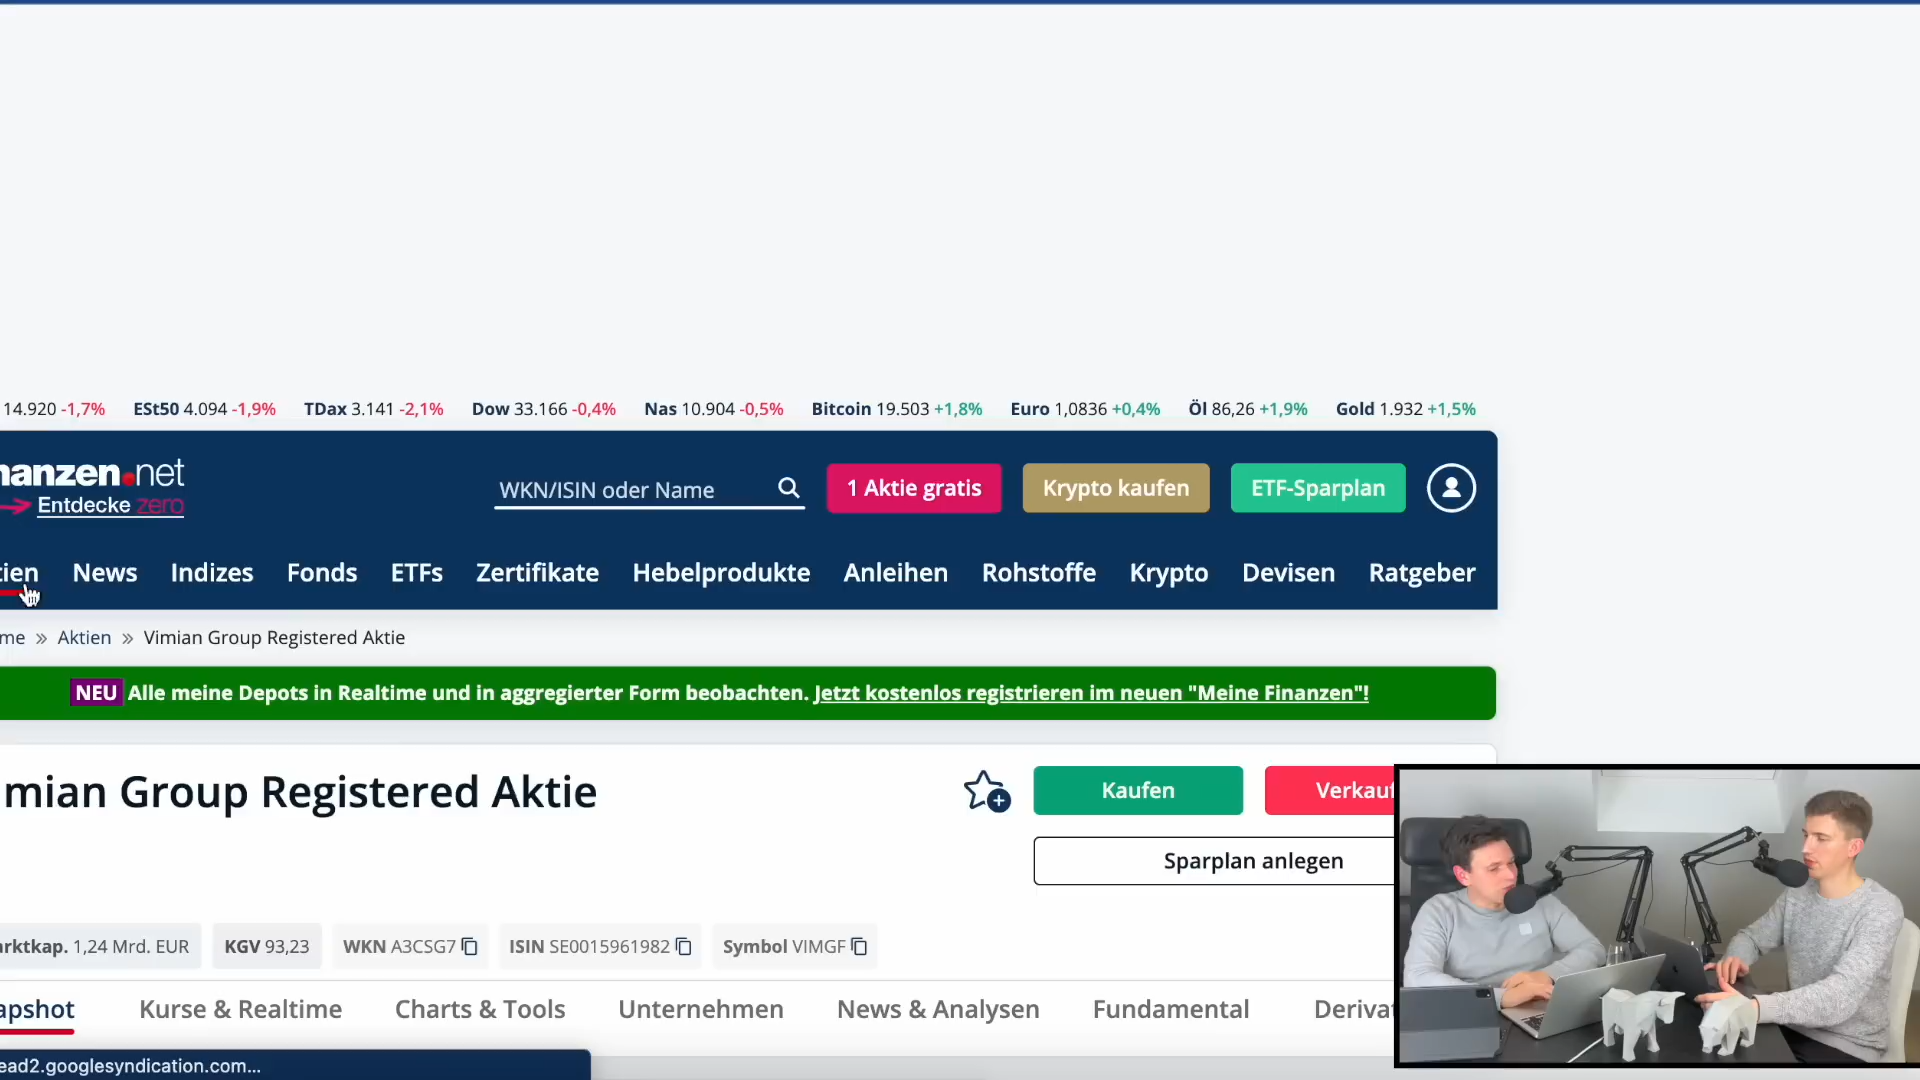 14.920 -1,7% ESt50 4.094 -1,9% TDax 3.141 -2,1% Dow 33.166 -0,4% Nas 10.904 -0,5% Bitcoin 19.503 +1,8% Euro 1,0836 +0,4% Öl 86,26 +1,9% Gold 1.932 +1,5%
nanzen.net
Entdecke zero
WKN/ISIN oder Name
1 Aktie gratis
Krypto kaufen
ETF-Sparplan
tien News Indizes Fonds ETFs Zertifikate Hebelprodukte Anleihen Rohstoffe Krypto Devisen Ratgeber
me » Aktien » Vimian Group Registered Aktie
NEU Alle meine Depots in Realtime und in aggregierter Form beobachten. Jetzt kostenlos registrieren im neuen "Meine Finanzen"!
mian Group Registered Aktie
Kaufen
Verkauf
Sparplan anlegen
arktkap. 1,24 Mrd. EUR KGV 93,23 WKN A3CSG7 ISIN SE0015961982 Symbol VIMGF
apshot Kurse & Realtime Charts & Tools Unternehmen News & Analysen Fundamental Derivat
ead2.googlesyndication.com...